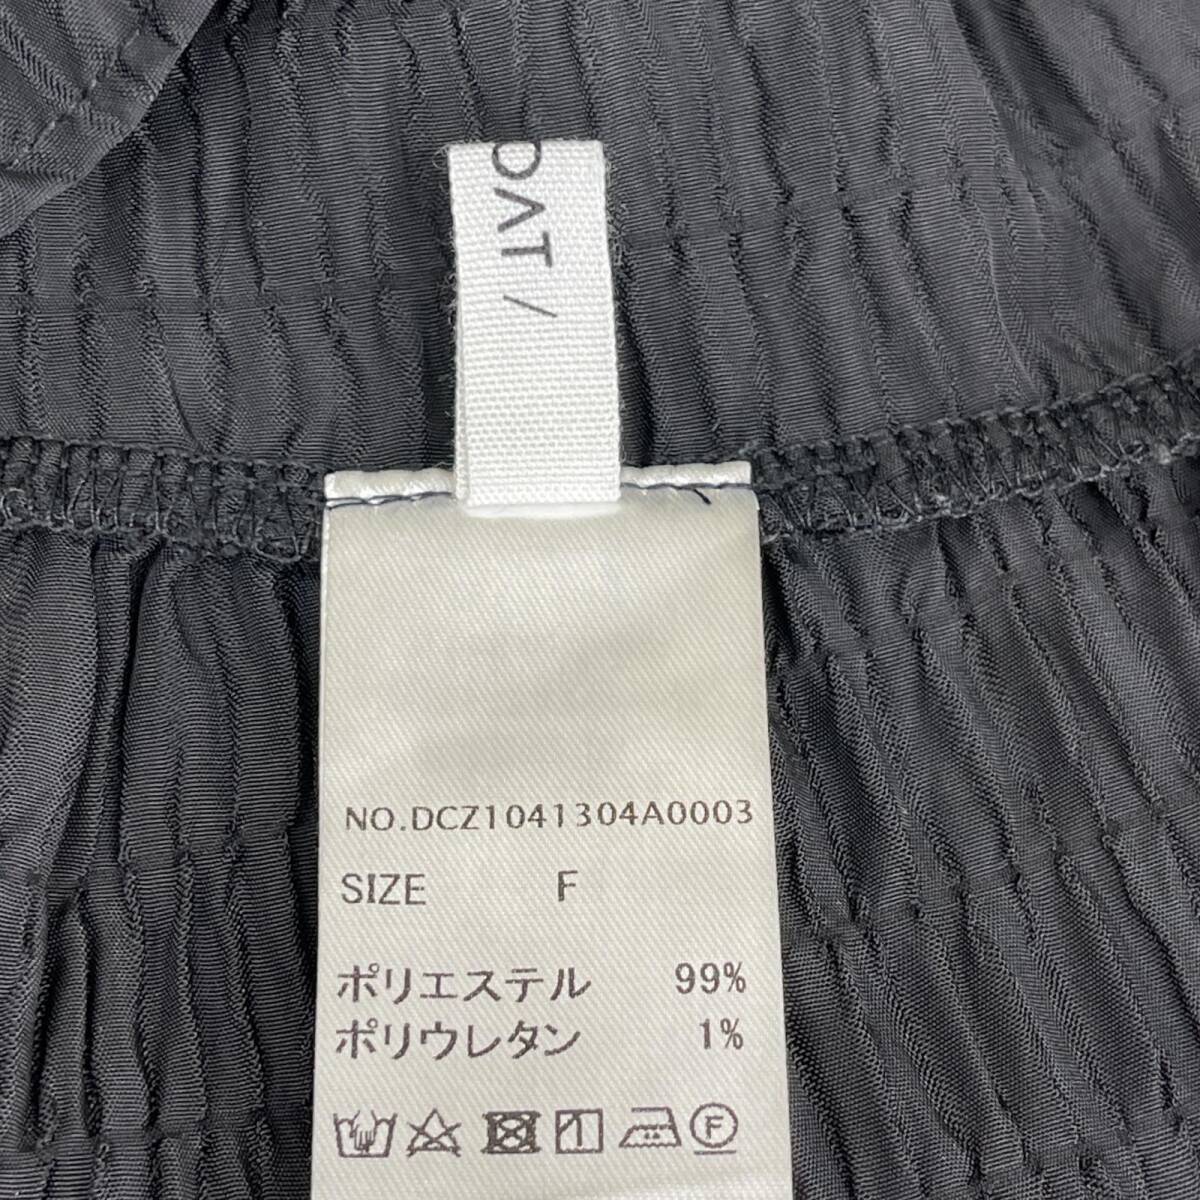 DAT /
NO.DCZ1041304A0003
SIZE F
ポリエステル 99%
ポリウレタン 1%
F